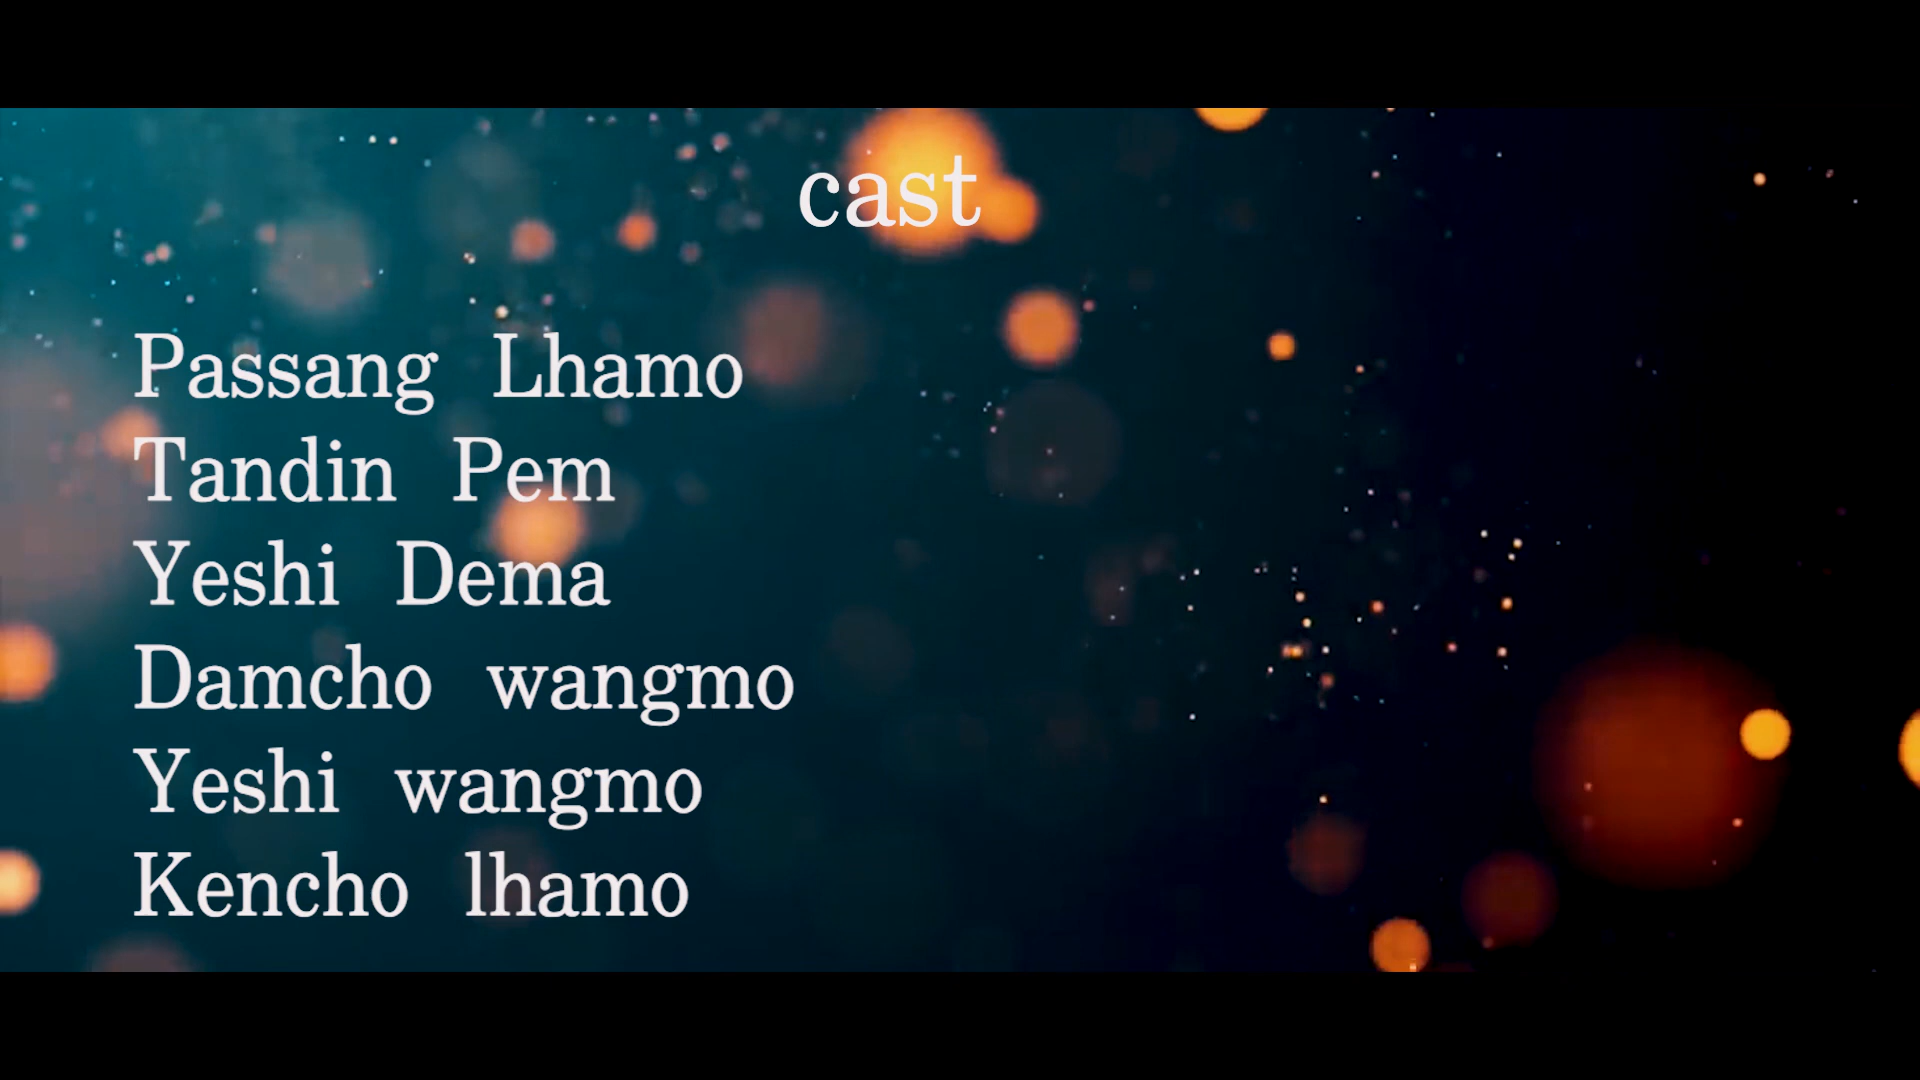 cast
Passang Lhamo
Tandin Pem
Yeshi Dema
Damcho wangmo
Yeshi wangmo
Kencho lhamo